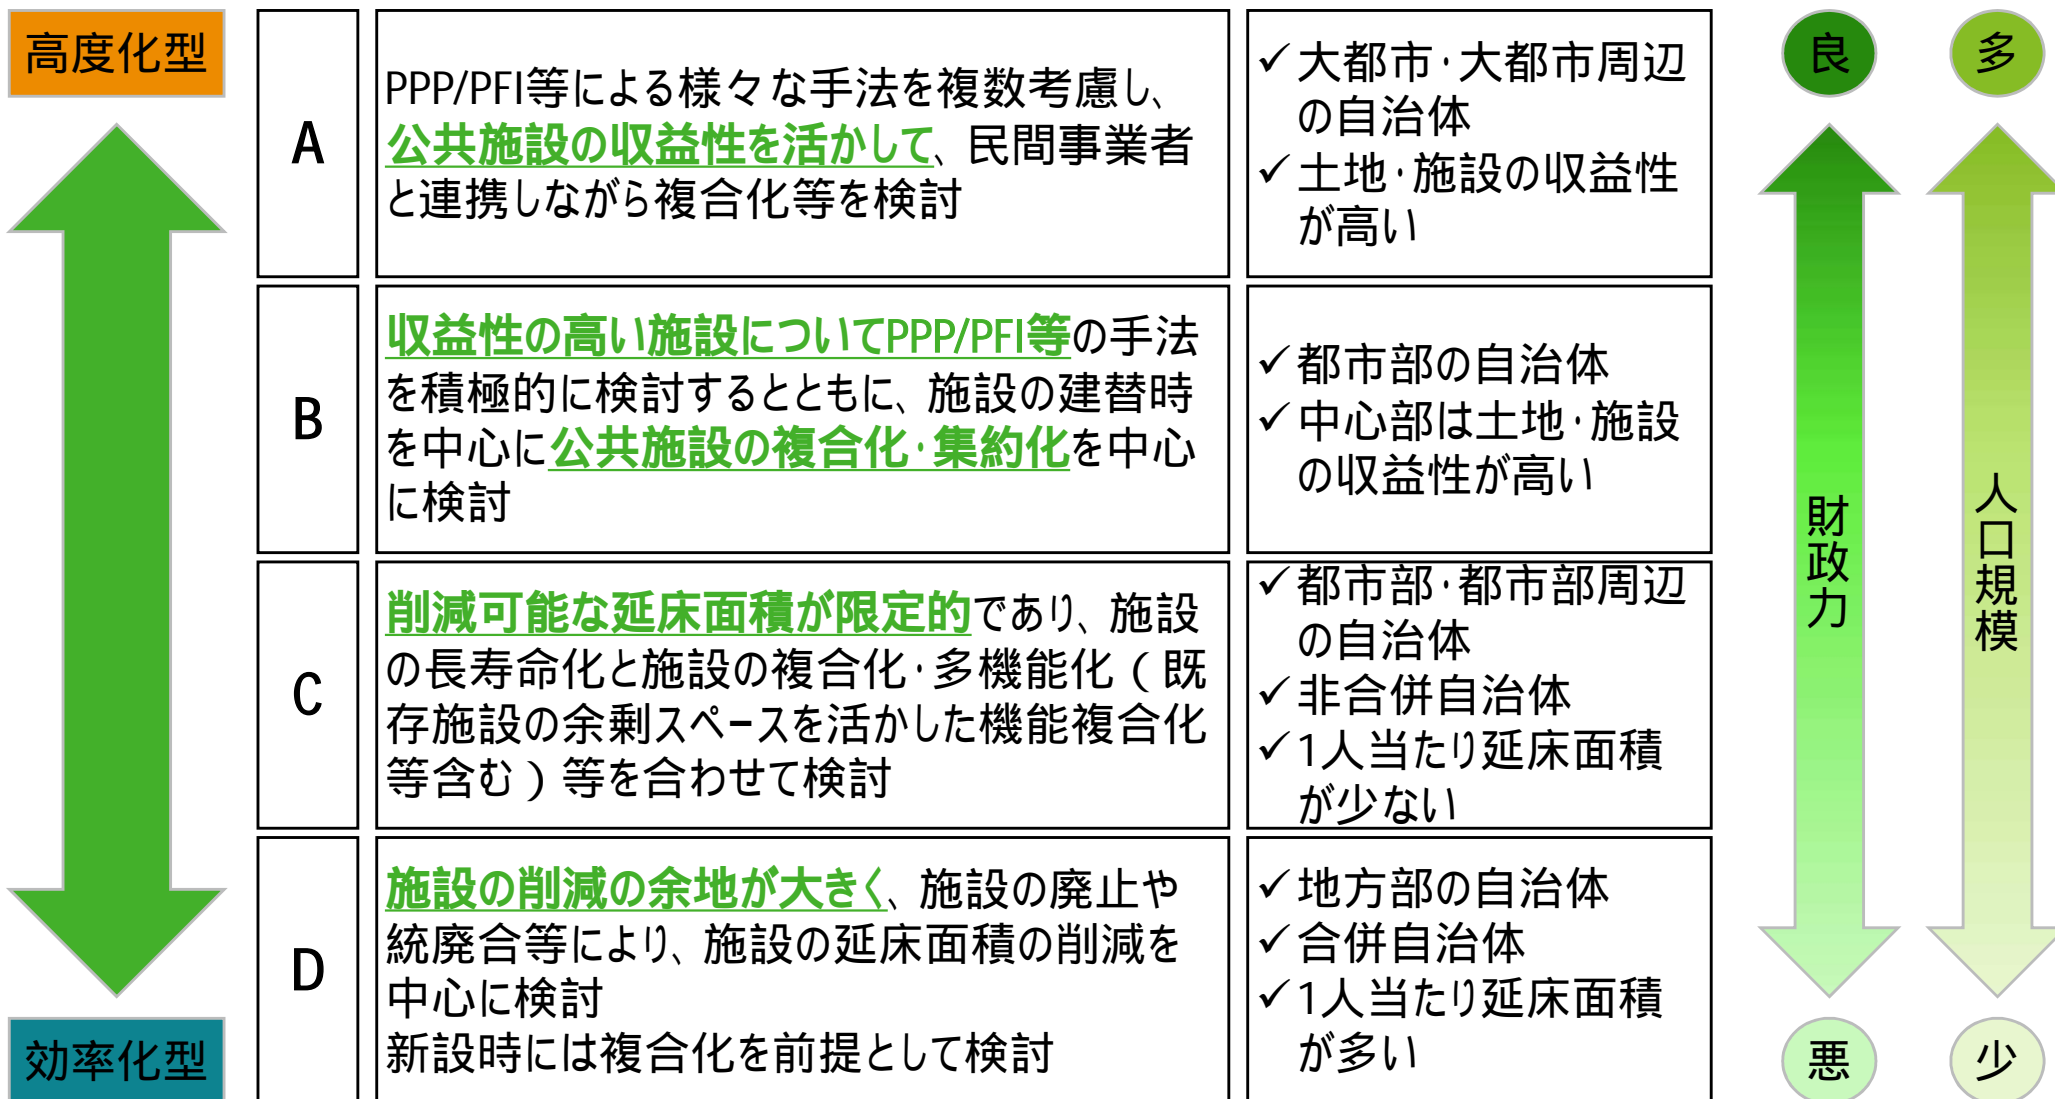 高度化型
効率化型
A
PPP/PFI等による様々な手法を複数考慮し、
公共施設の収益性を活かして、民間事業者
と連携しながら複合化等を検討
✓大都市・大都市周辺
の自治体
✓土地・施設の収益性
が高い
B
収益性の高い施設についてPPP/PFI等の手法
を積極的に検討するとともに、施設の建替時
を中心に公共施設の複合化・集約化を中心
に検討
✓都市部の自治体
✓中心部は土地・施設
の収益性が高い
C
削減可能な延床面積が限定的であり、施設
の長寿命化と施設の複合化・多機能化（既
存施設の余剰スペースを活かした機能複合化
等含む）等を合わせて検討
✓都市部・都市部周辺
の自治体
✓非合併自治体
✓1人当たり延床面積
が少ない
D
施設の削減の余地が大きく、施設の廃止や
統廃合等により、施設の延床面積の削減を
中心に検討
新設時には複合化を前提として検討
✓地方部の自治体
✓合併自治体
✓1人当たり延床面積
が多い
良
財政力
悪
多
人口規模
少